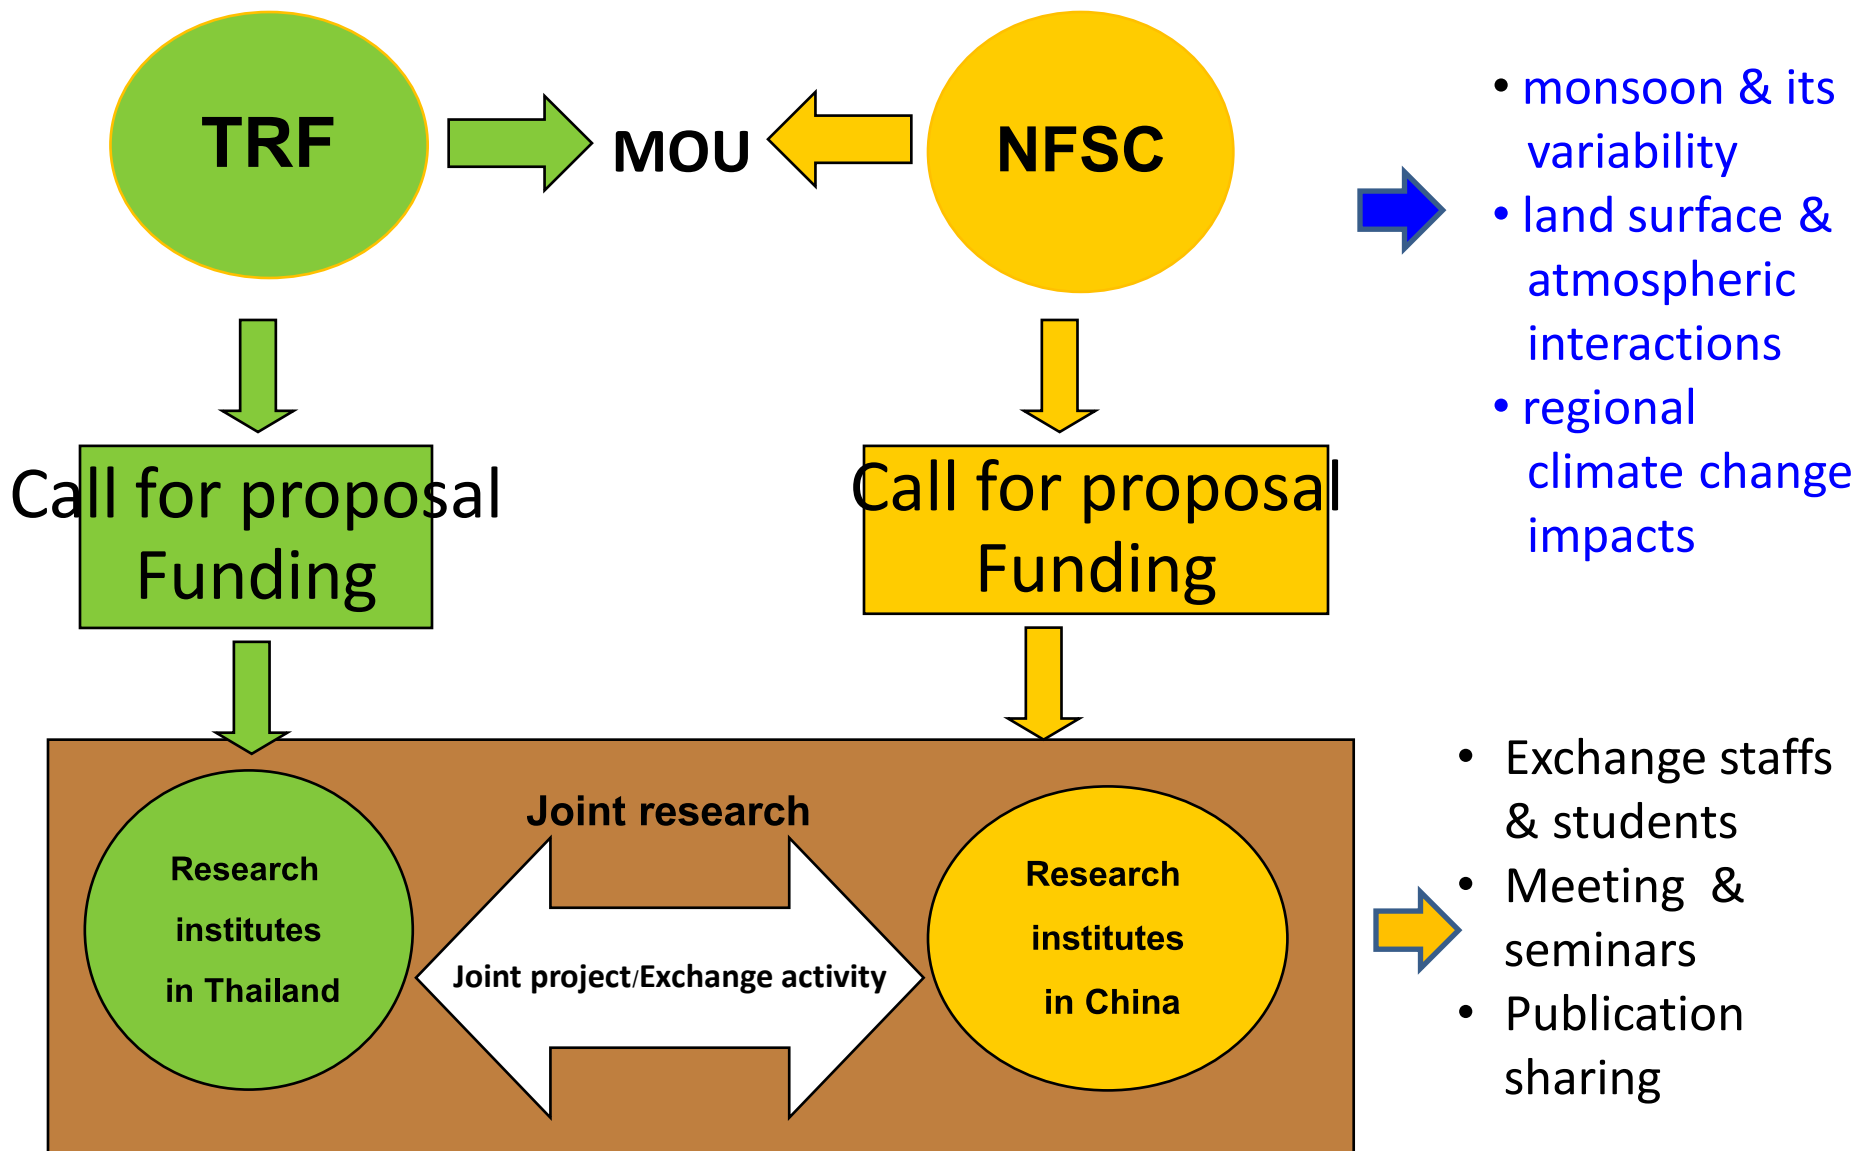 TRF
MOU
NFSC
• monsoon & its
variability
• land surface &
atmospheric
interactions
• regional
climate change
impacts
Call for proposal
Funding
Call for proposal
Funding
Joint research
Research
institutes
in Thailand
Joint project/Exchange activity
Research
institutes
in China
• Exchange staffs
& students
• Meeting & 
seminars
• Publication
sharing